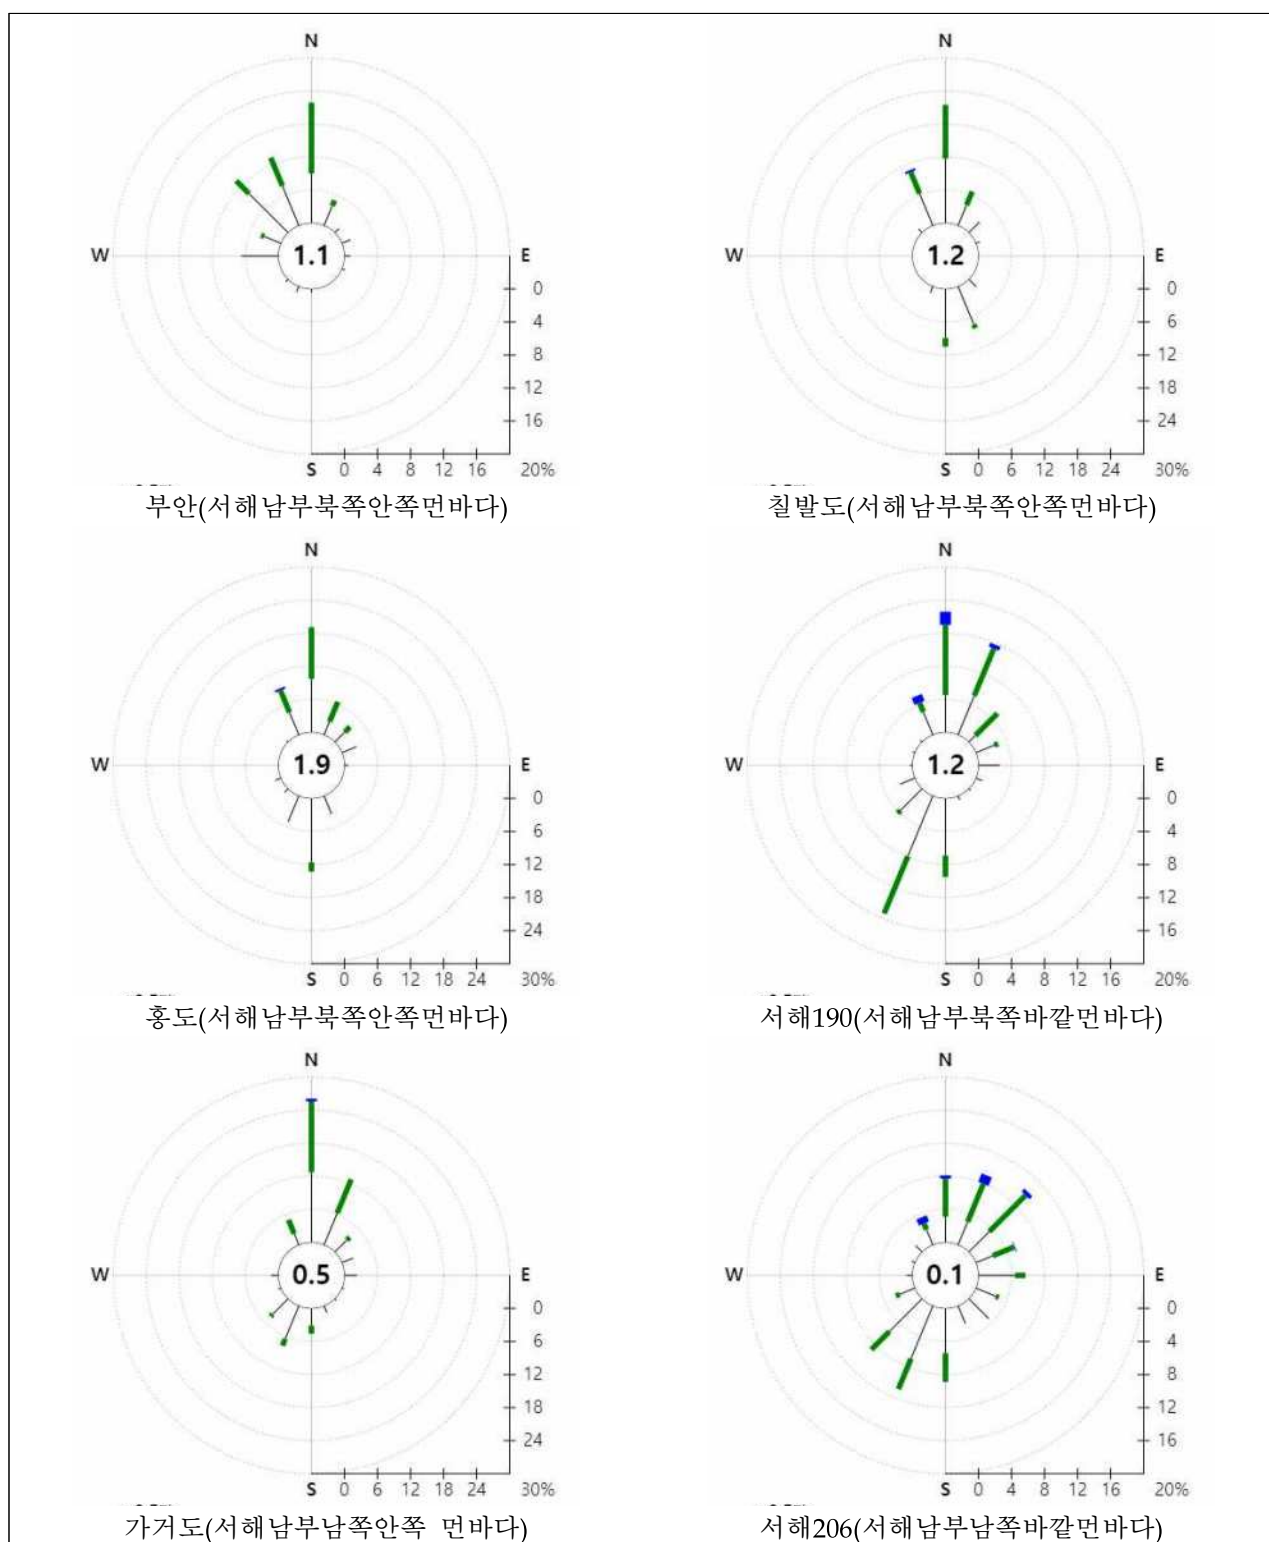 N
N
W
1.1
E
W
1.2
E
0
4
8
12
16
0
6
12
18
24
S 0 4 8 12 16 20%
S 0 6 12 18 24 30%
부안(서해남부북쪽안쪽먼바다)
칠발도(서해남부북쪽안쪽먼바다)
N
N
W
1.9
E
W
1.2
E
0
6
12
18
24
0
4
8
12
16
S 0 6 12 18 24 30%
S 0 4 8 12 16 20%
홍도(서해남부북쪽안쪽먼바다)
서해190(서해남부북쪽바깥먼바다)
N
N
W
0.5
E
W
0.1
E
0
6
12
18
24
0
4
8
12
16
S 0 6 12 18 24 30%
S 0 4 8 12 16 20%
가거도(서해남부남쪽안쪽 먼바다)
서해206(서해남부남쪽바깥먼바다)